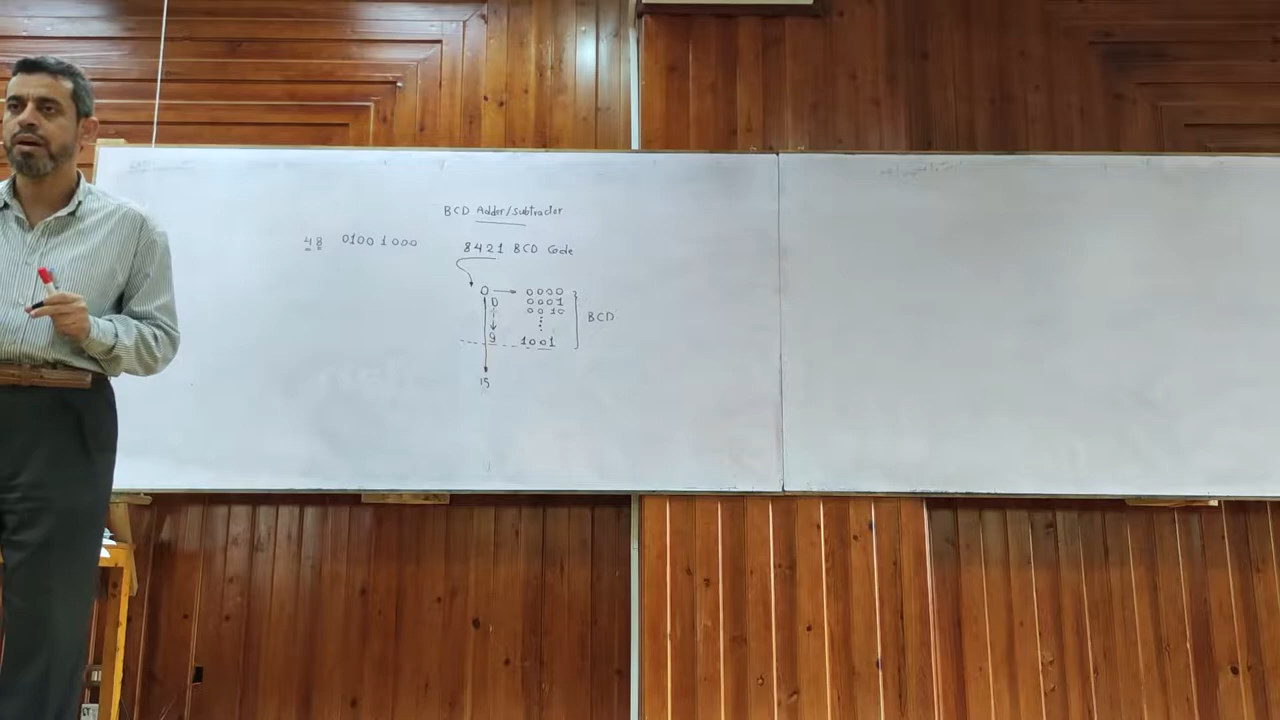 BCD Adder/subtracter
48 0100 1000
8421 BCD Code
0 → 0000
0 0001
0010
BCD
9 1001
15